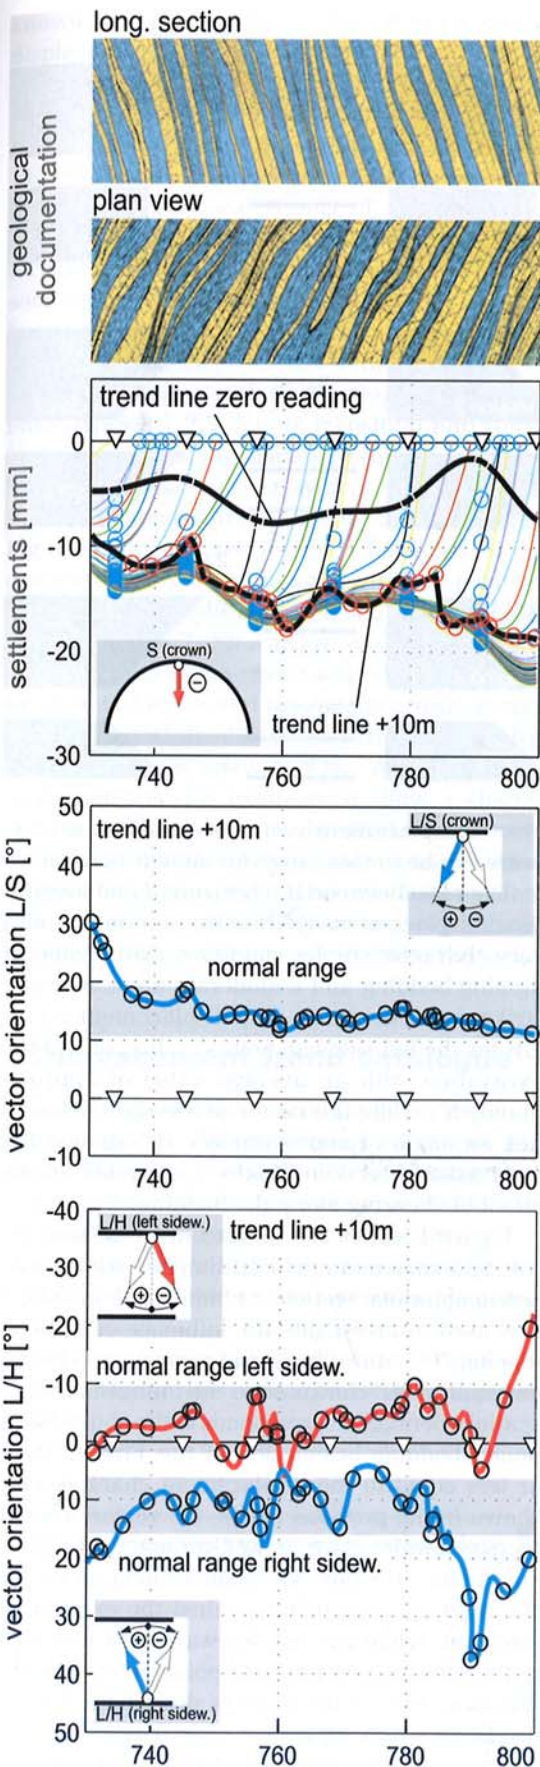 long. section
geological
documentation
plan view
settlements [mm]
trend line zero reading
0
-10
-20
-30
S (crown)
trend line +10m
740
760
780
800
vector orientation L/S [°]
50
40
30
20
10
0
-10
trend line +10m
L/S (crown)
normal range
740
760
780
800
vector orientation L/H [°]
-40
-30
-20
-10
0
10
20
30
40
50
L/H (left sidew.)
trend line +10m
normal range left sidew.
normal range right sidew.
L/H (right sidew.)
740
760
780
800